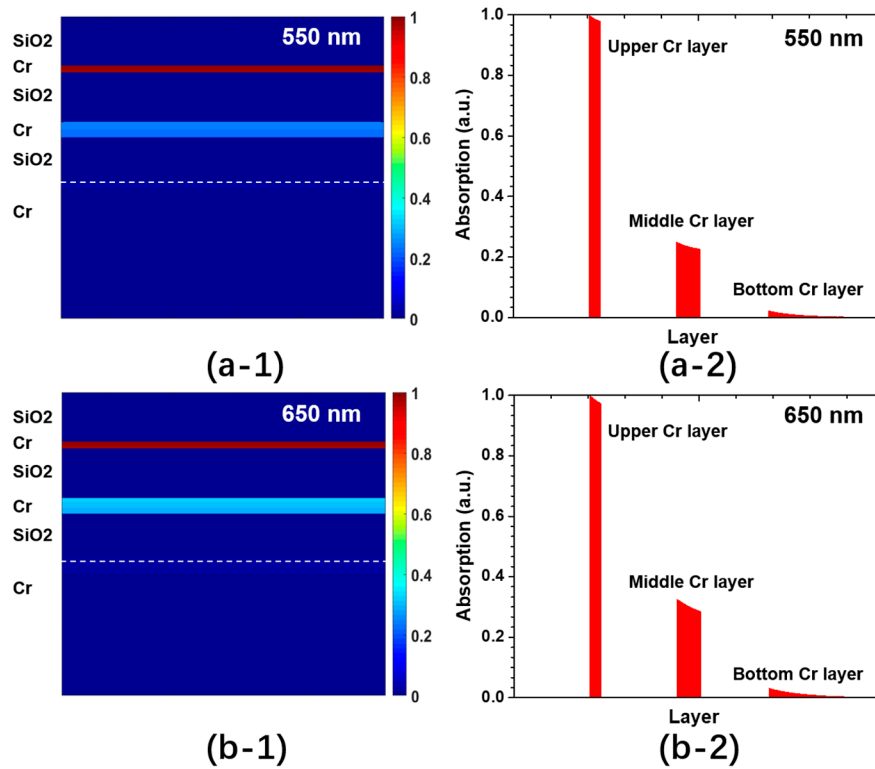 SiO2
Cr
SiO2
Cr
SiO2
Cr
550 nm
1
0.8
0.6
0.4
0.2
0
(a-1)
Absorption (a.u.)
1.0
0.8
0.6
0.4
0.2
0.0
550 nm
Upper Cr layer
Middle Cr layer
Bottom Cr layer
Layer
(a-2)
SiO2
Cr
SiO2
Cr
SiO2
Cr
650 nm
1
0.8
0.6
0.4
0.2
0
(b-1)
Absorption (a.u.)
1.0
0.8
0.6
0.4
0.2
0.0
650 nm
Upper Cr layer
Middle Cr layer
Bottom Cr layer
Layer
(b-2)